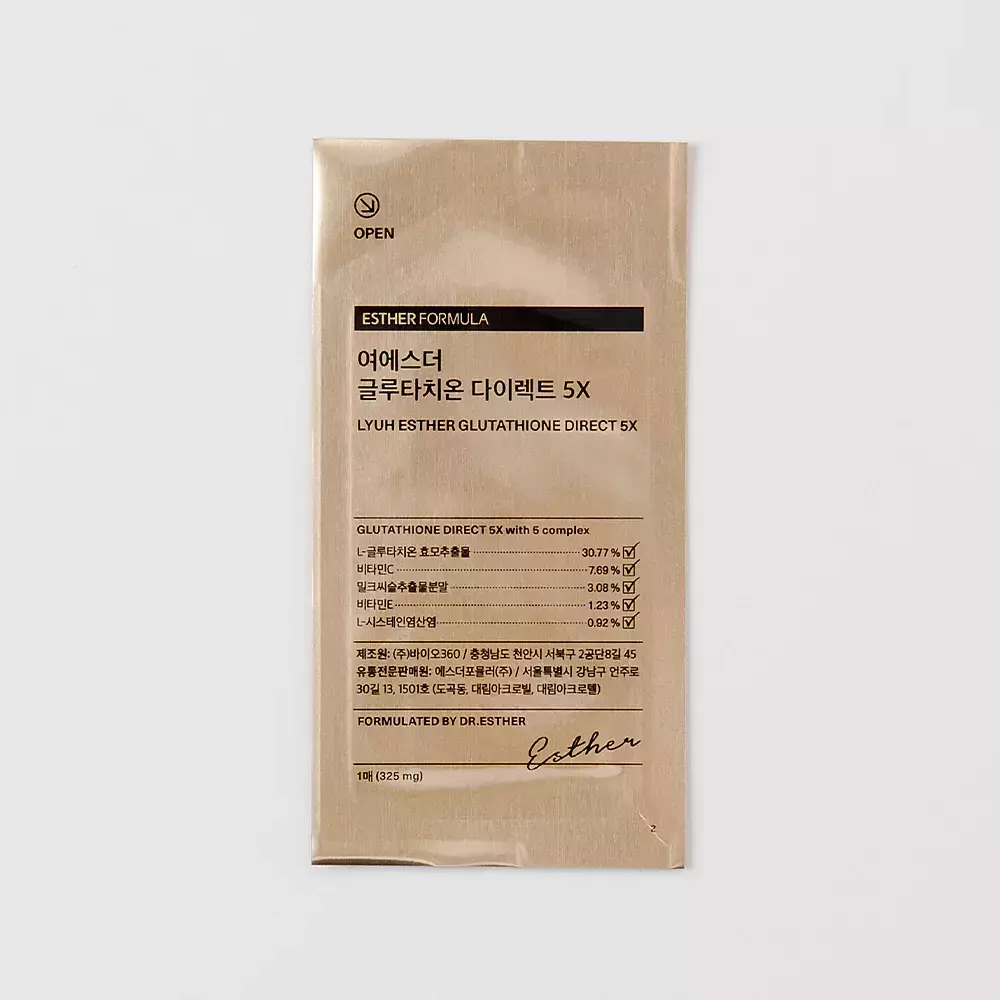 OPEN
ESTHER FORMULA
여에스더
글루타치온 다이렉트 5X
LYUH ESTHER GLUTATHIONE DIRECT 5X
GLUTATHIONE DIRECT 5X with 5 complex
L-글루타치온 효모추출물 30.77 %
비타민C 7.69 %
밀크씨슬추출물분말 3.08 %
비타민E 1.23 %
L-시스테인염산염 0.92 %
제조원: (주)바이오360 / 충청남도 천안시 서북구 2공단8길 45
유통전문판매원: 에스더포뮬러(주) / 서울특별시 강남구 언주로
30길 13, 1501호 (도곡동, 대림아크로빌, 대림아크로텔)
FORMULATED BY DR.ESTHER
Esther
1매 (325 mg)
2